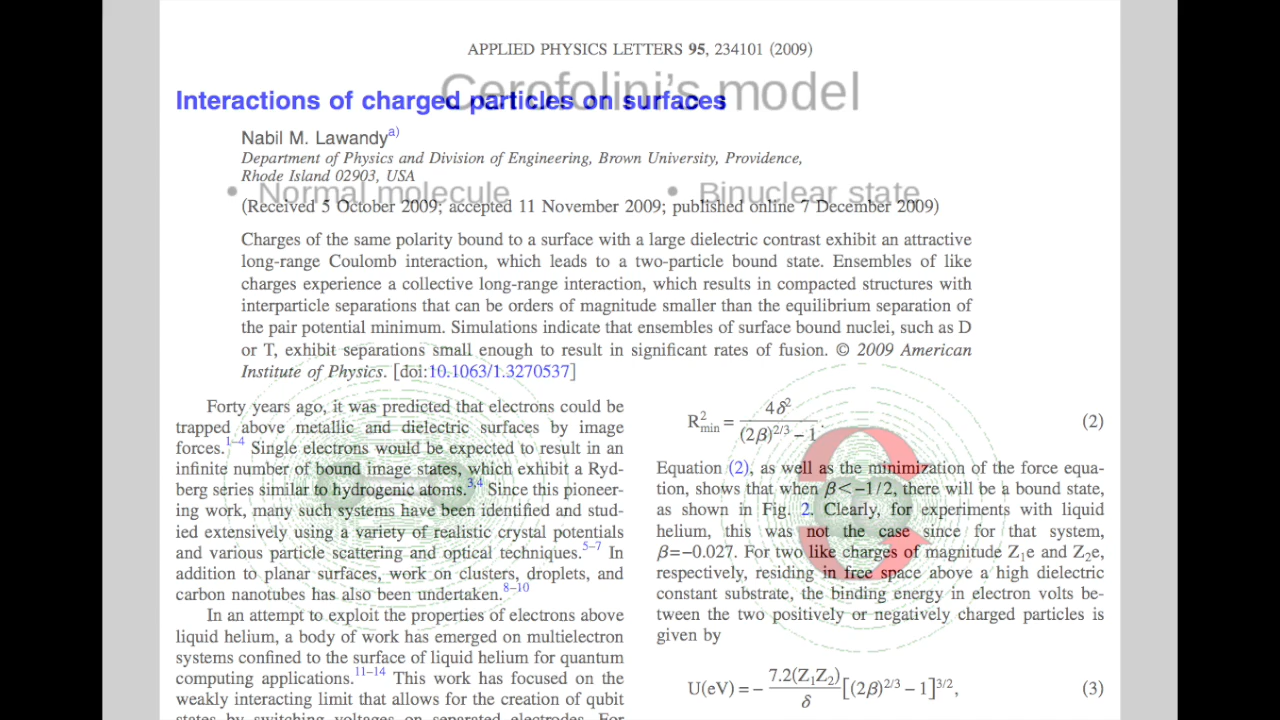 APPLIED PHYSICS LETTERS 95, 234101 (2009)
Cerofolini's model
Interactions of charged particles on surfaces
Nabil M. Lawandyᵃ⁾
Department of Physics and Division of Engineering, Brown University, Providence,
Rhode Island 02903, USA
• Normal molecule
• Binuclear state
(Received 5 October 2009; accepted 11 November 2009; published online 7 December 2009)
Charges of the same polarity bound to a surface with a large dielectric contrast exhibit an attractive
long-range Coulomb interaction, which leads to a two-particle bound state. Ensembles of like
charges experience a collective long-range interaction, which results in compacted structures with
interparticle separations that can be orders of magnitude smaller than the equilibrium separation of
the pair potential minimum. Simulations indicate that ensembles of surface bound nuclei, such as D
or T, exhibit separations small enough to result in significant rates of fusion. © 2009 American
Institute of Physics. [doi:10.1063/1.3270537]
Forty years ago, it was predicted that electrons could be
trapped above metallic and dielectric surfaces by image
forces.¹⁻⁴ Single electrons would be expected to result in an
infinite number of bound image states, which exhibit a Ryd-
berg series similar to hydrogenic atoms.³,⁴ Since this pioneer-
ing work, many such systems have been identified and stud-
ied extensively using a variety of realistic crystal potentials
and various particle scattering and optical techniques.⁵⁻⁷ In
addition to planar surfaces, work on clusters, droplets, and
carbon nanotubes has also been undertaken.⁸⁻¹⁰
In an attempt to exploit the properties of electrons above
liquid helium, a body of work has emerged on multielectron
systems confined to the surface of liquid helium for quantum
computing applications.¹¹⁻¹⁴ This work has focused on the
weakly interacting limit that allows for the creation of qubit
states by switching voltages on separated electrodes. For
R²min = 4δ² / (2β)^2/3 − 1 . (2)
Equation (2), as well as the minimization of the force equa-
tion, shows that when β<−1/2, there will be a bound state,
as shown in Fig. 2. Clearly, for experiments with liquid
helium, this was not the case since for that system,
β=−0.027. For two like charges of magnitude Z₁e and Z₂e,
respectively, residing in free space above a high dielectric
constant substrate, the binding energy in electron volts be-
tween the two positively or negatively charged particles is
given by
U(eV) = − 7.2(Z₁Z₂) / δ [(2β)^2/3 − 1]^3/2, (3)